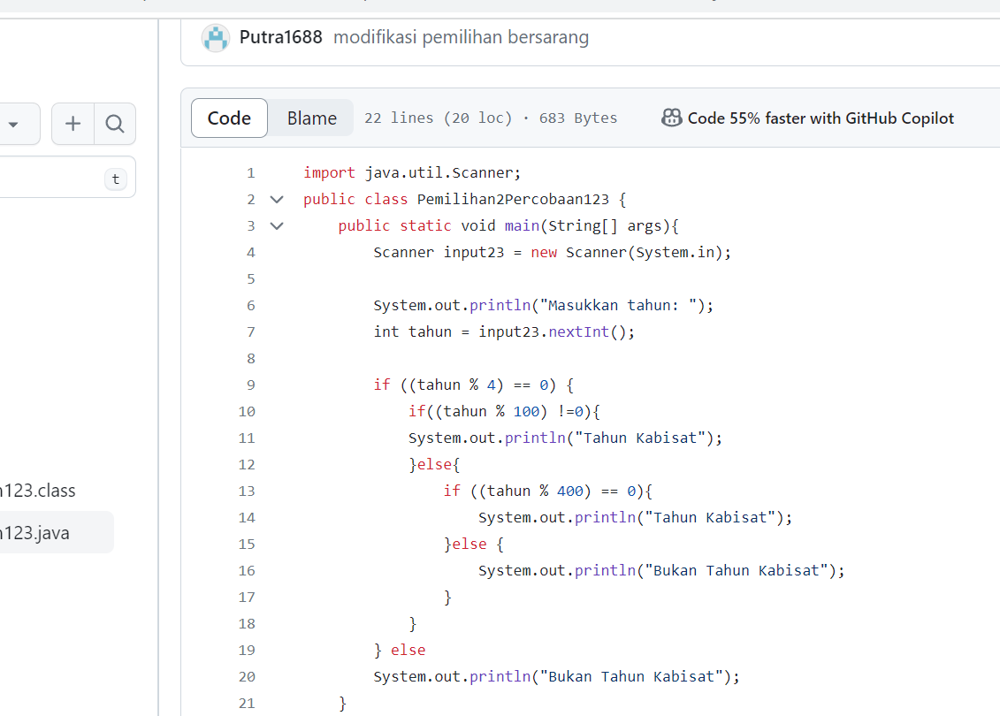 Putra1688 modifikasi pemilihan bersarang
Code Blame 22 lines (20 loc) · 683 Bytes Code 55% faster with GitHub Copilot
t
n123.class
n123.java
1 import java.util.Scanner;
2 public class Pemilihan2Percobaan123 {
3 public static void main(String[] args){
4 Scanner input23 = new Scanner(System.in);
5
6 System.out.println("Masukkan tahun: ");
7 int tahun = input23.nextInt();
8
9 if ((tahun % 4) == 0) {
10 if((tahun % 100) !=0){
11 System.out.println("Tahun Kabisat");
12 }else{
13 if ((tahun % 400) == 0){
14 System.out.println("Tahun Kabisat");
15 }else {
16 System.out.println("Bukan Tahun Kabisat");
17 }
18 }
19 } else
20 System.out.println("Bukan Tahun Kabisat");
21 }